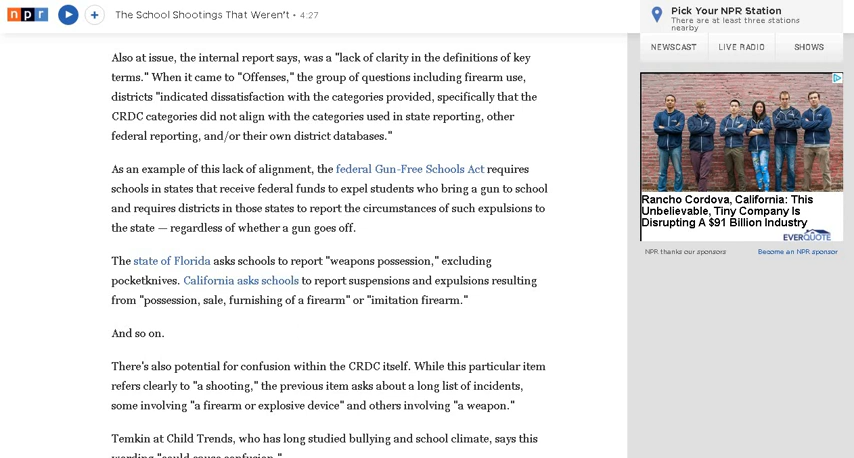 npr
The School Shootings That Weren't • 4:27
Pick Your NPR Station
There are at least three stations
nearby
NEWSCAST
LIVE RADIO
SHOWS
Also at issue, the internal report says, was a "lack of clarity in the definitions of key
terms." When it came to "Offenses," the group of questions including firearm use,
districts "indicated dissatisfaction with the categories provided, specifically that the
CRDC categories did not align with the categories used in state reporting, other
federal reporting, and/or their own district databases."
As an example of this lack of alignment, the federal Gun-Free Schools Act requires
schools in states that receive federal funds to expel students who bring a gun to school
and requires districts in those states to report the circumstances of such expulsions to
the state — regardless of whether a gun goes off.
The state of Florida asks schools to report "weapons possession," excluding
pocketknives. California asks schools to report suspensions and expulsions resulting
from "possession, sale, furnishing of a firearm" or "imitation firearm."
And so on.
There's also potential for confusion within the CRDC itself. While this particular item
refers clearly to "a shooting," the previous item asks about a long list of incidents,
some involving "a firearm or explosive device" and others involving "a weapon."
Temkin at Child Trends, who has long studied bullying and school climate, says this
wording "could cause confusion."
Rancho Cordova, California: This
Unbelievable, Tiny Company Is
Disrupting A $91 Billion Industry
EVERQUOTE
NPR thanks our sponsors
Become an NPR sponsor